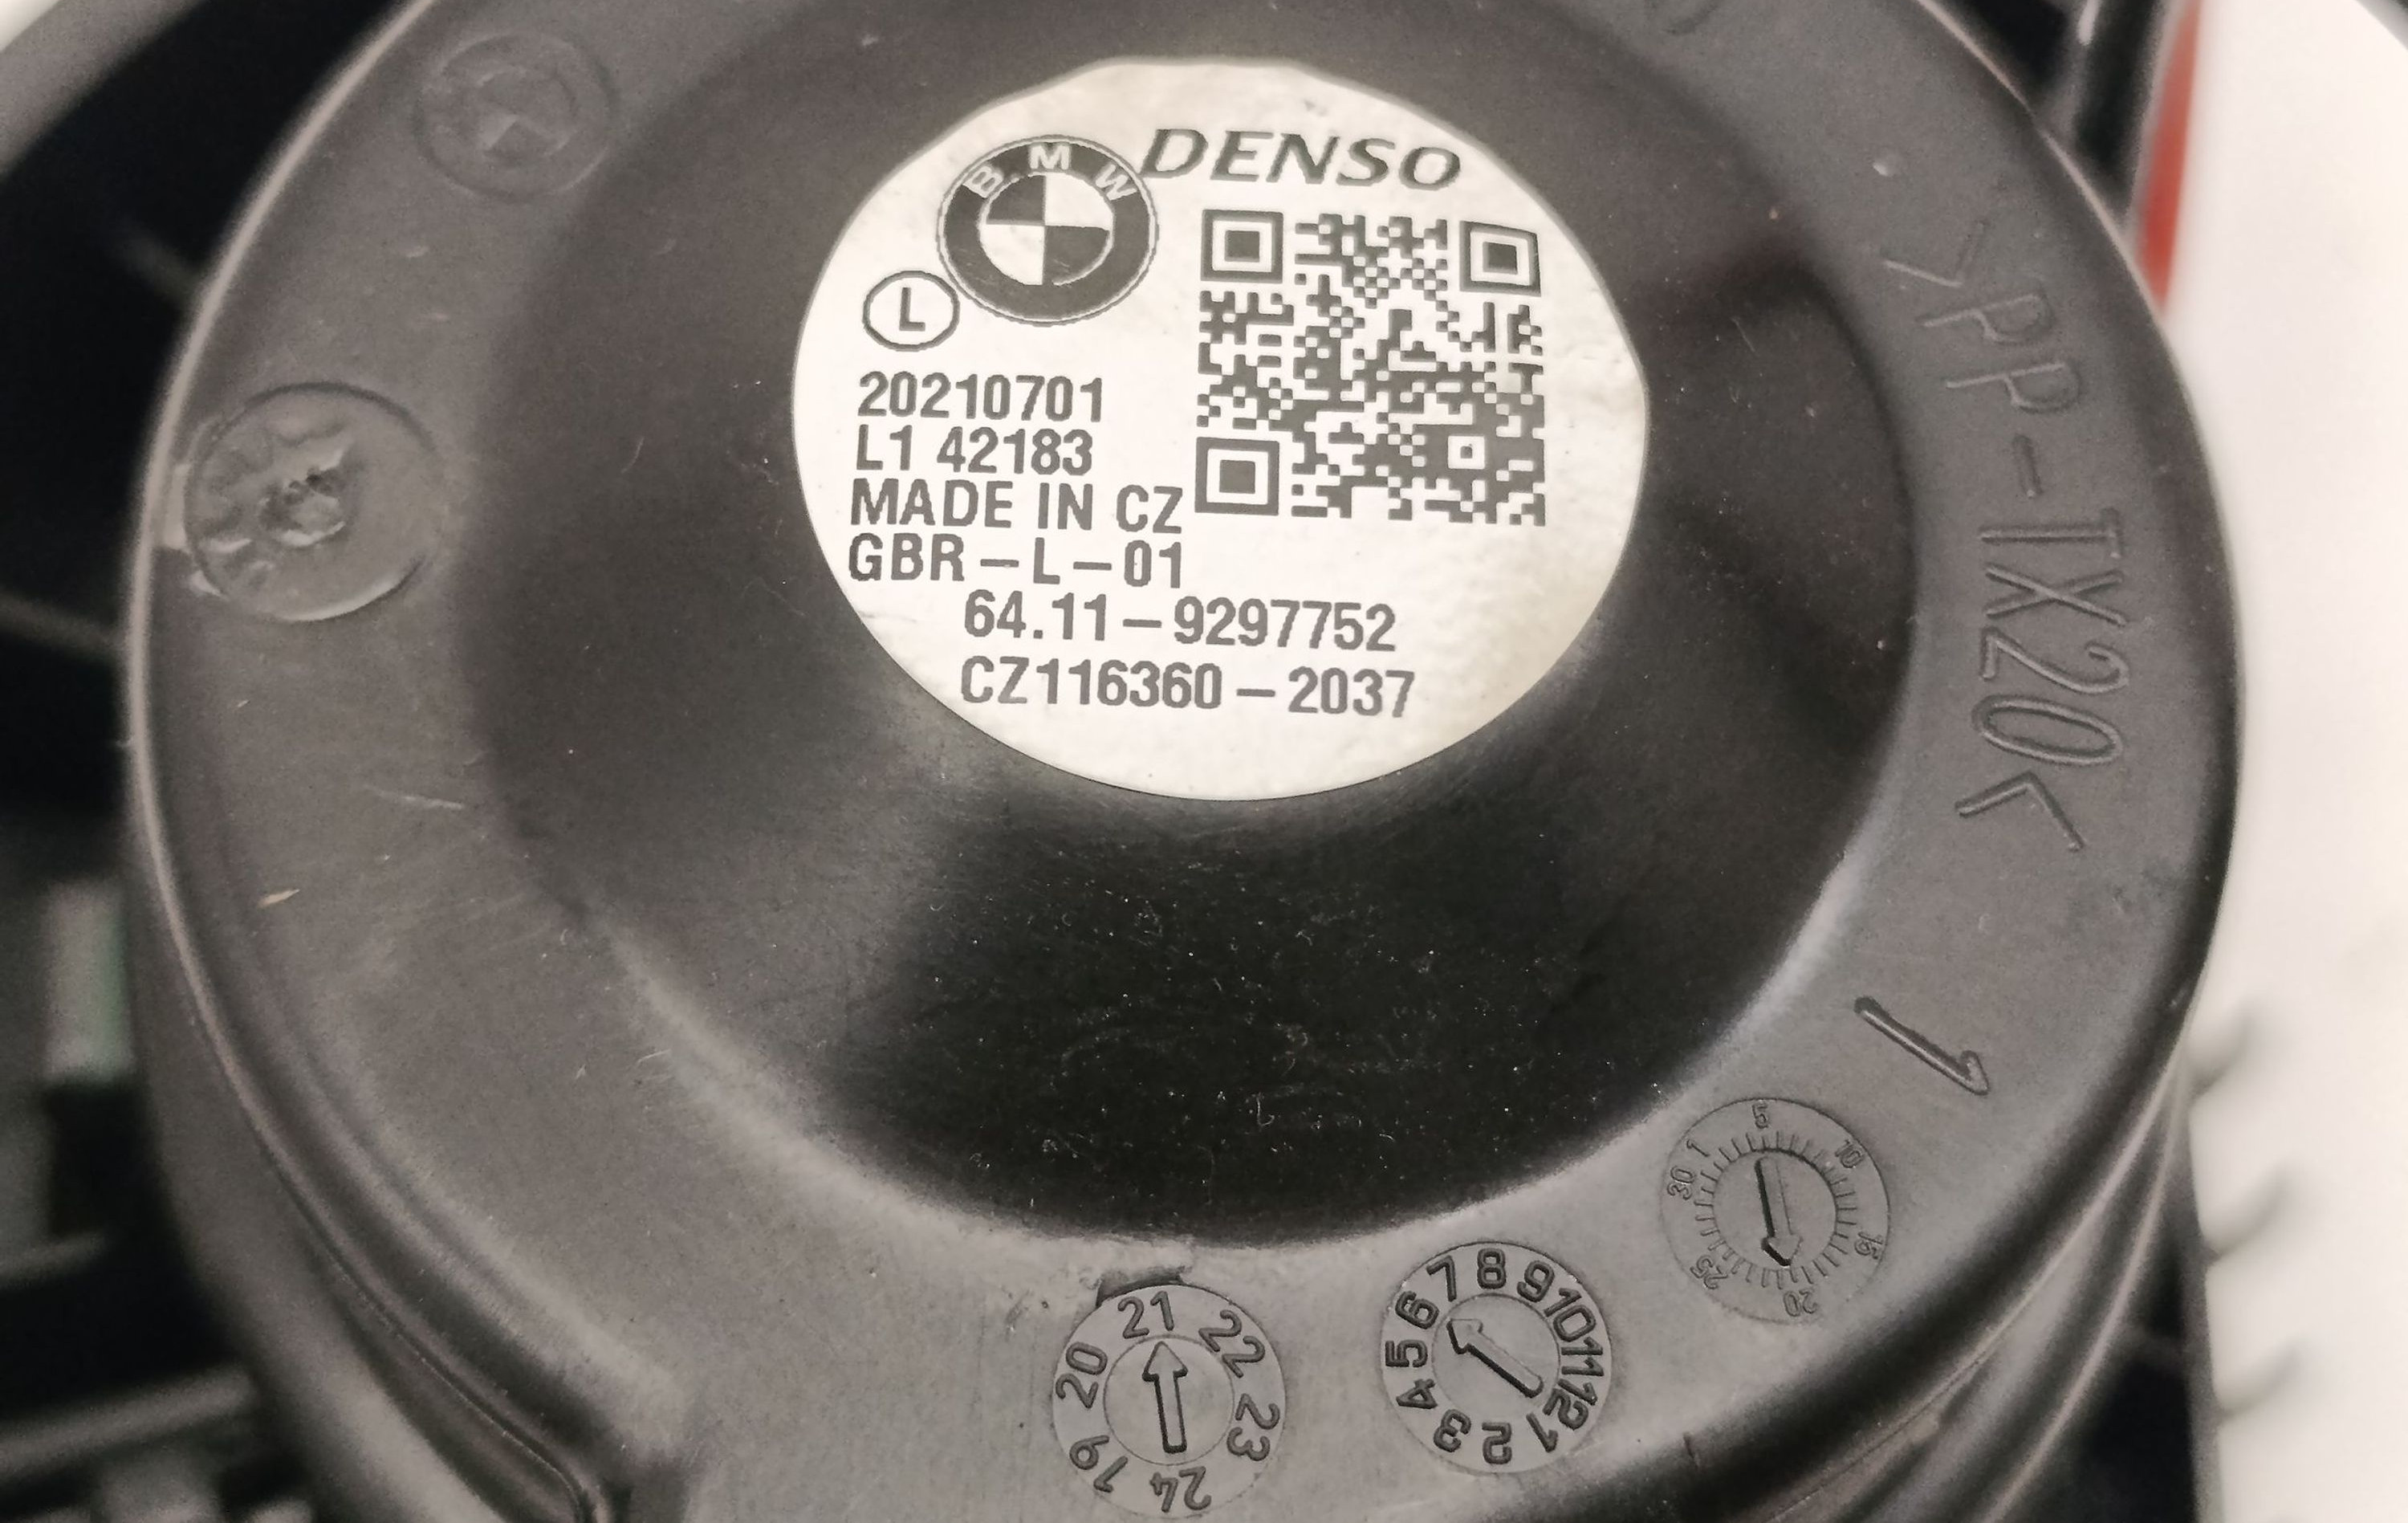 DENSO
BMW
L
20210701
L1 42183
MADE IN CZ
GBR-L-01
64.11-9297752
CZ116360-2037
>PP-TX20<
1
1 5 10 15 20 25 30
1 2 3 4 5 6 7 8 9 10 11 12
19 20 21 22 23 24